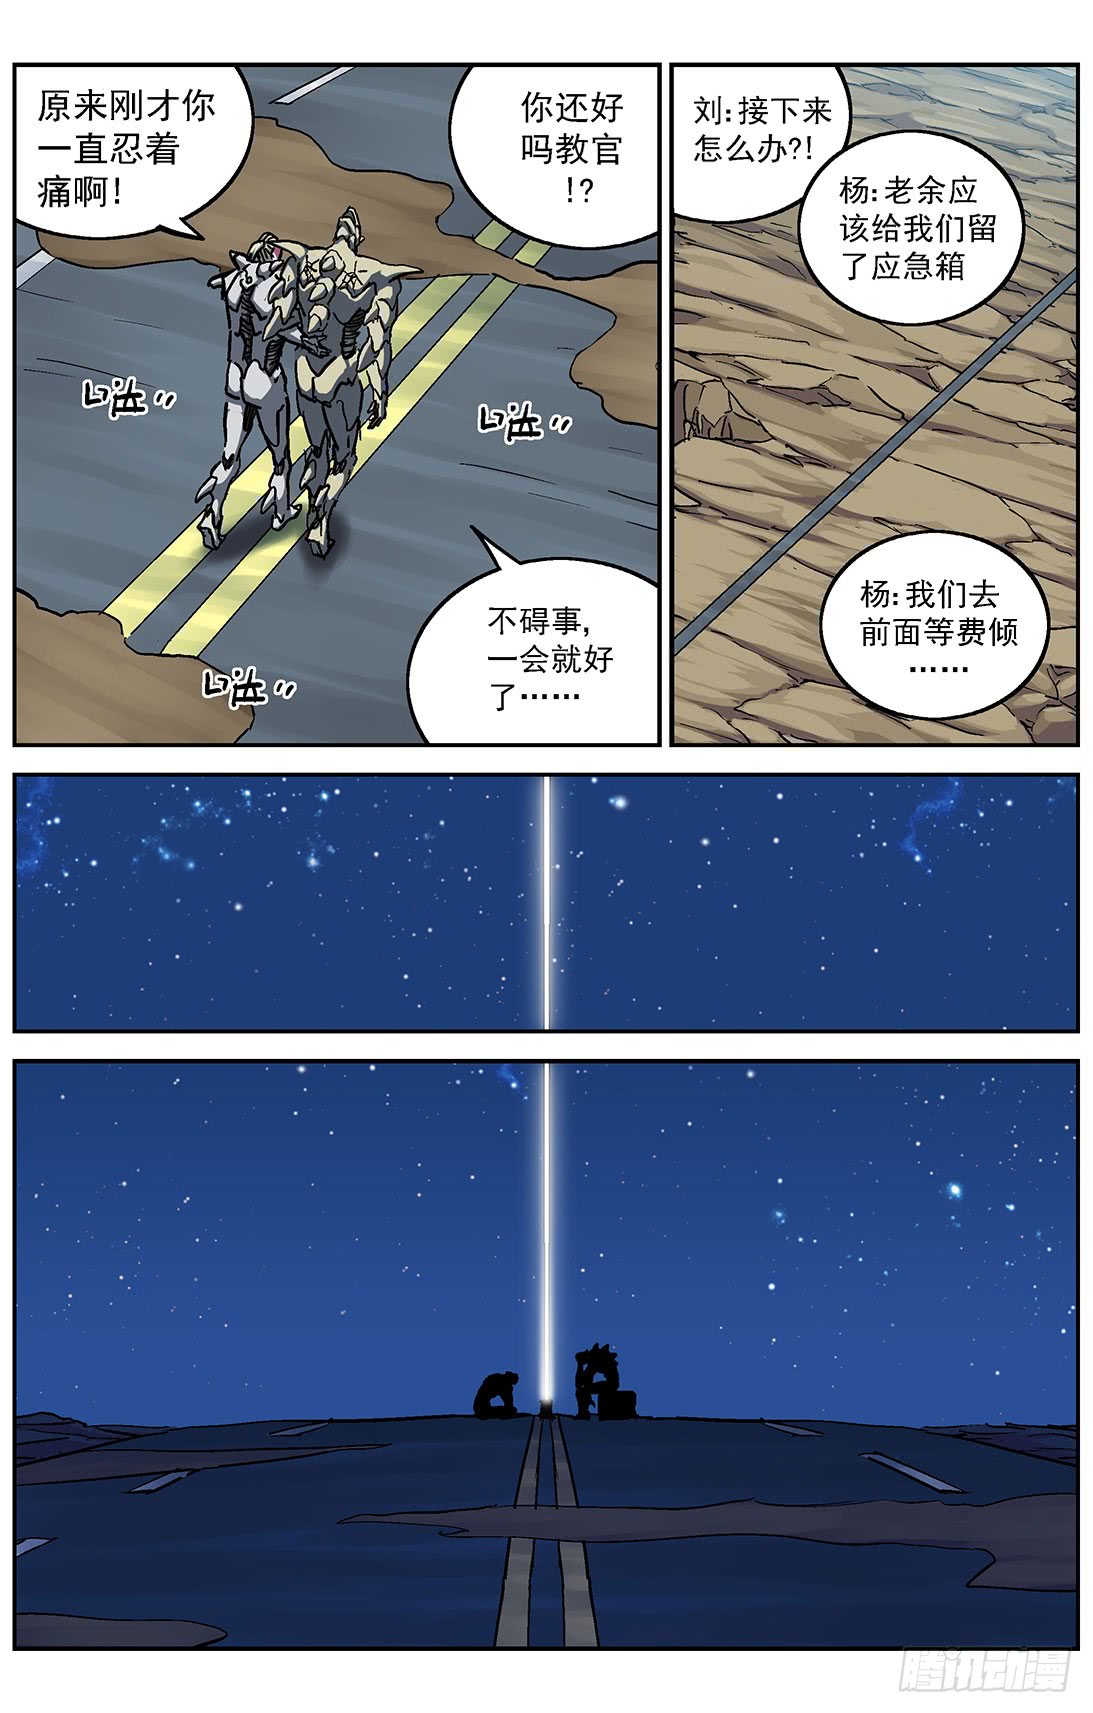 原来刚才你
一直忍着
痛啊!
你还好
吗教官
!?
不碍事,
一会就好
了……
刘:接下来
怎么办?!
杨:老余应
该给我们留
了应急箱
杨:我们去
前面等费倾
……
腾讯动漫